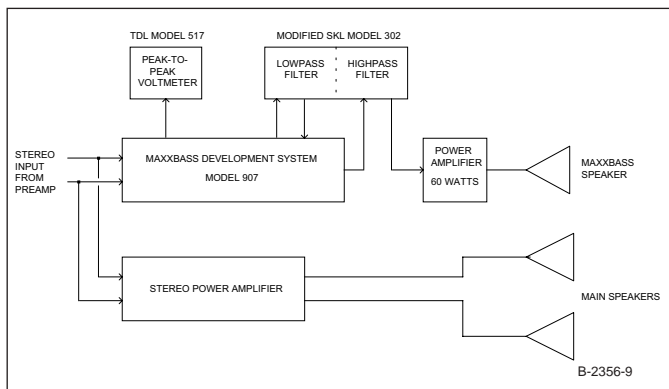 TDL MODEL 517
MODIFIED SKL MODEL 302
PEAK-TO-
PEAK
VOLTMETER
LOWPASS
FILTER
HIGHPASS
FILTER
STEREO
INPUT
FROM
PREAMP
MAXXBASS DEVELOPMENT SYSTEM
MODEL 907
POWER
AMPLIFIER
60 WATTS
MAXXBASS
SPEAKER
STEREO POWER AMPLIFIER
MAIN SPEAKERS
B-2356-9